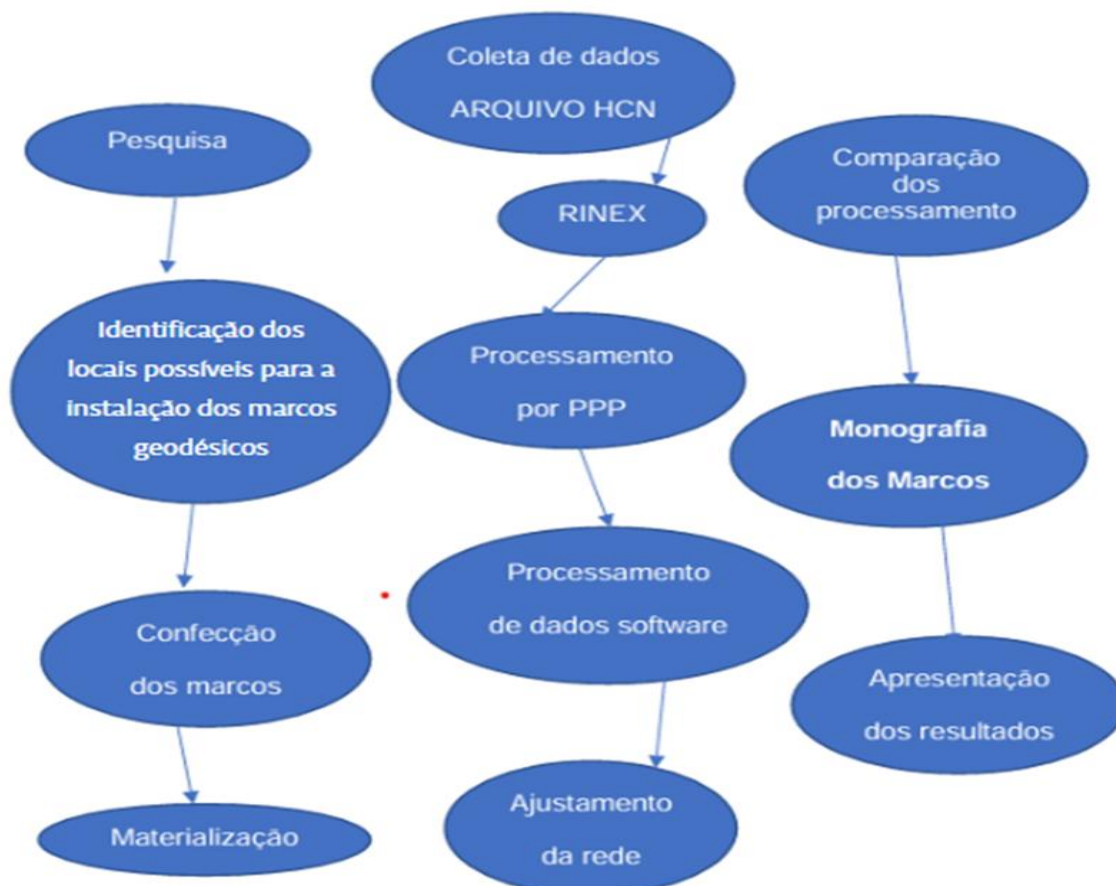 Pesquisa
Identificação dos
locais possíveis para a
instalação dos marcos
geodésicos
Confecção
dos marcos
Materialização
Coleta de dados
ARQUIVO HCN
RINEX
Processamento
por PPP
Processamento
de dados software
Ajustamento
da rede
Comparação
dos
processamento
Monografia
dos Marcos
Apresentação
dos resultados